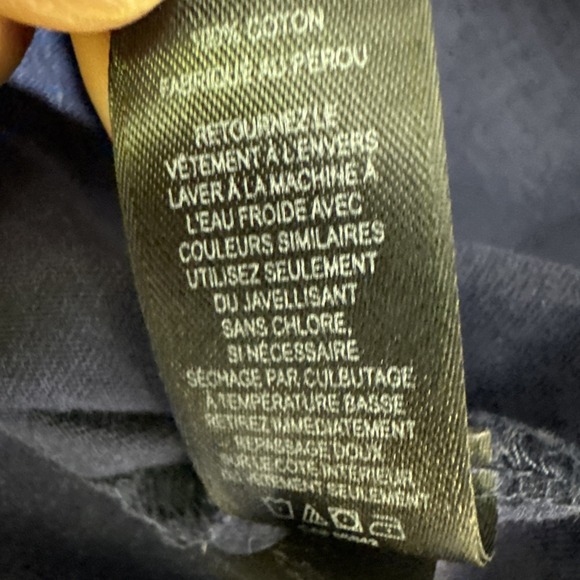 100% COTON
FABRIQUÉ AU PÉROU
RETOURNEZ LE
VÊTEMENT À L'ENVERS
LAVER À LA MACHINE À
L'EAU FROIDE AVEC
COULEURS SIMILAIRES
UTILISEZ SEULEMENT
DU JAVELLISANT
SANS CHLORE,
SI NÉCESSAIRE
SÉCHAGE PAR CULBUTAGE
À TEMPÉRATURE BASSE
RETIREZ IMMÉDIATEMENT
REPASSAGE DOUX
SUR LE CÔTÉ INTÉRIEUR
VÊTEMENT SEULEMENT